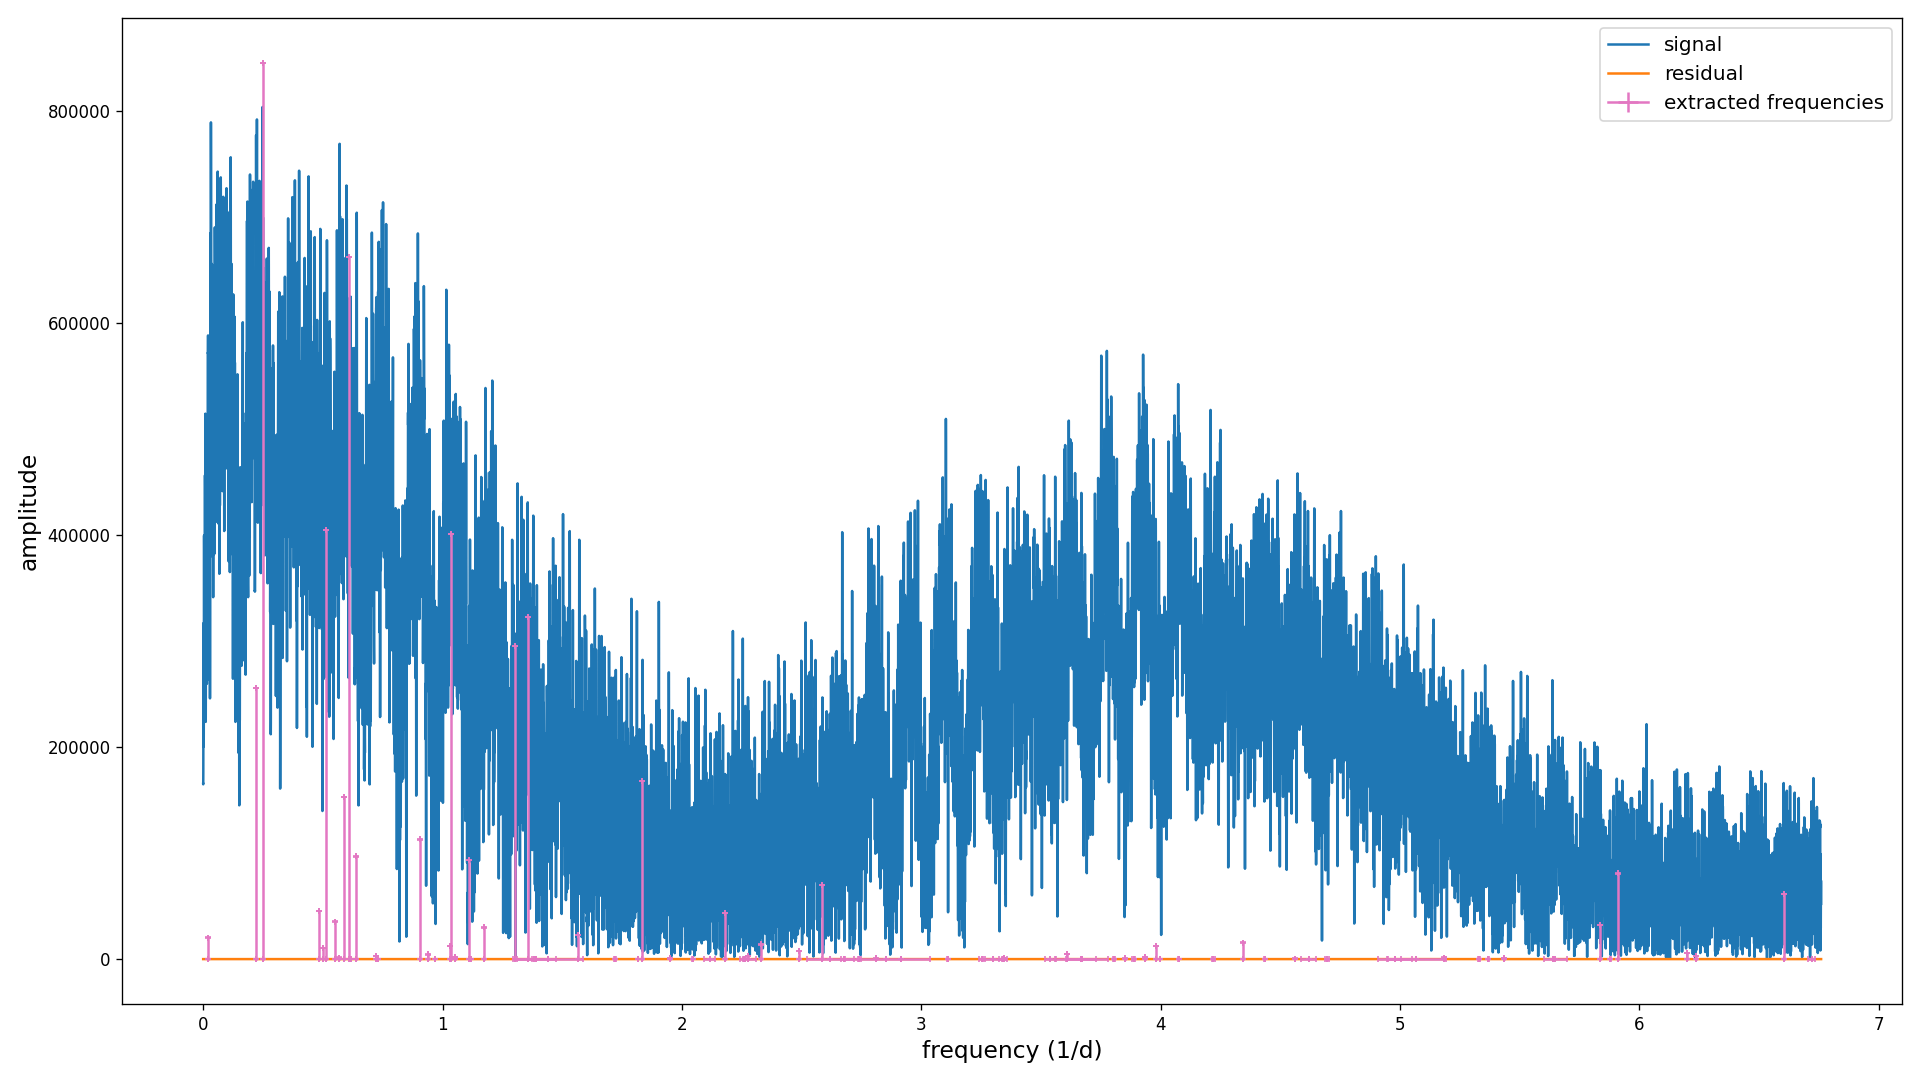 signal
residual
extracted frequencies
amplitude
800000
600000
400000
200000
0
0 1 2 3 4 5 6 7
frequency (1/d)